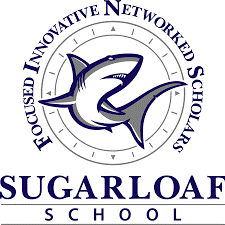 FOCUSED INNOVATIVE NETWORKED SCHOLARS
SUGARLOAF
SCHOOL